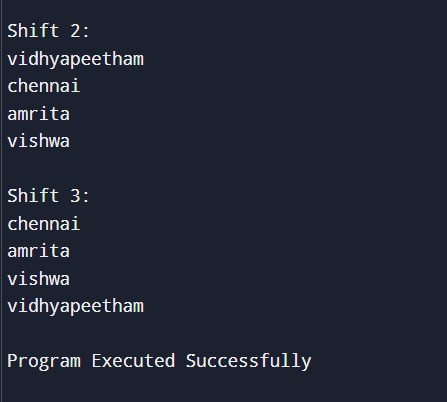 Shift 2:
vidhyapeetham
chennai
amrita
vishwa
Shift 3:
chennai
amrita
vishwa
vidhyapeetham
Program Executed Successfully